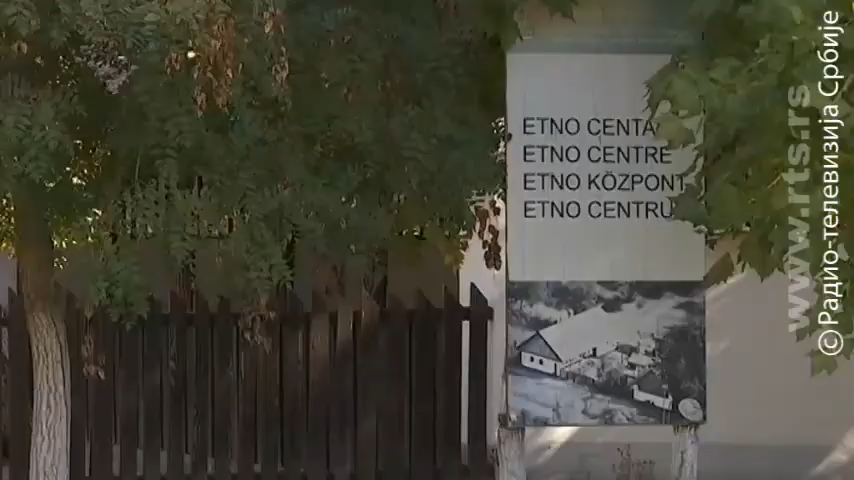 ETNO CENTA
ETNO CENTRE
ETNO KÖZPONT
ETNO CENTRU
www.rts.rs
©Радио-телевизија Србије